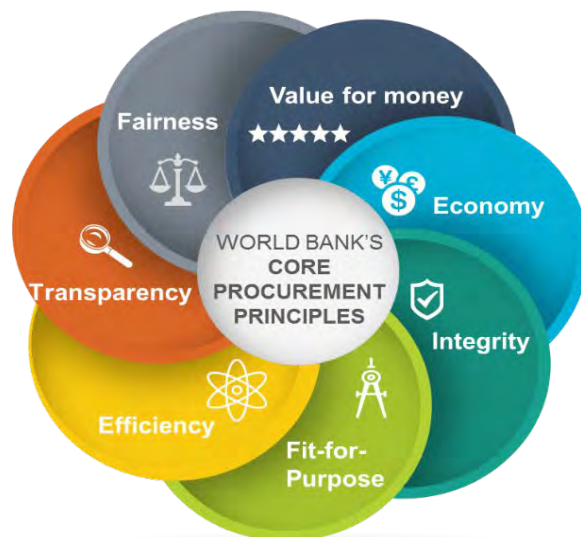 WORLD BANK'S
CORE
PROCUREMENT
PRINCIPLES
Value for money
Economy
Integrity
Fit-for-
Purpose
Efficiency
Transparency
Fairness
¥
£
$